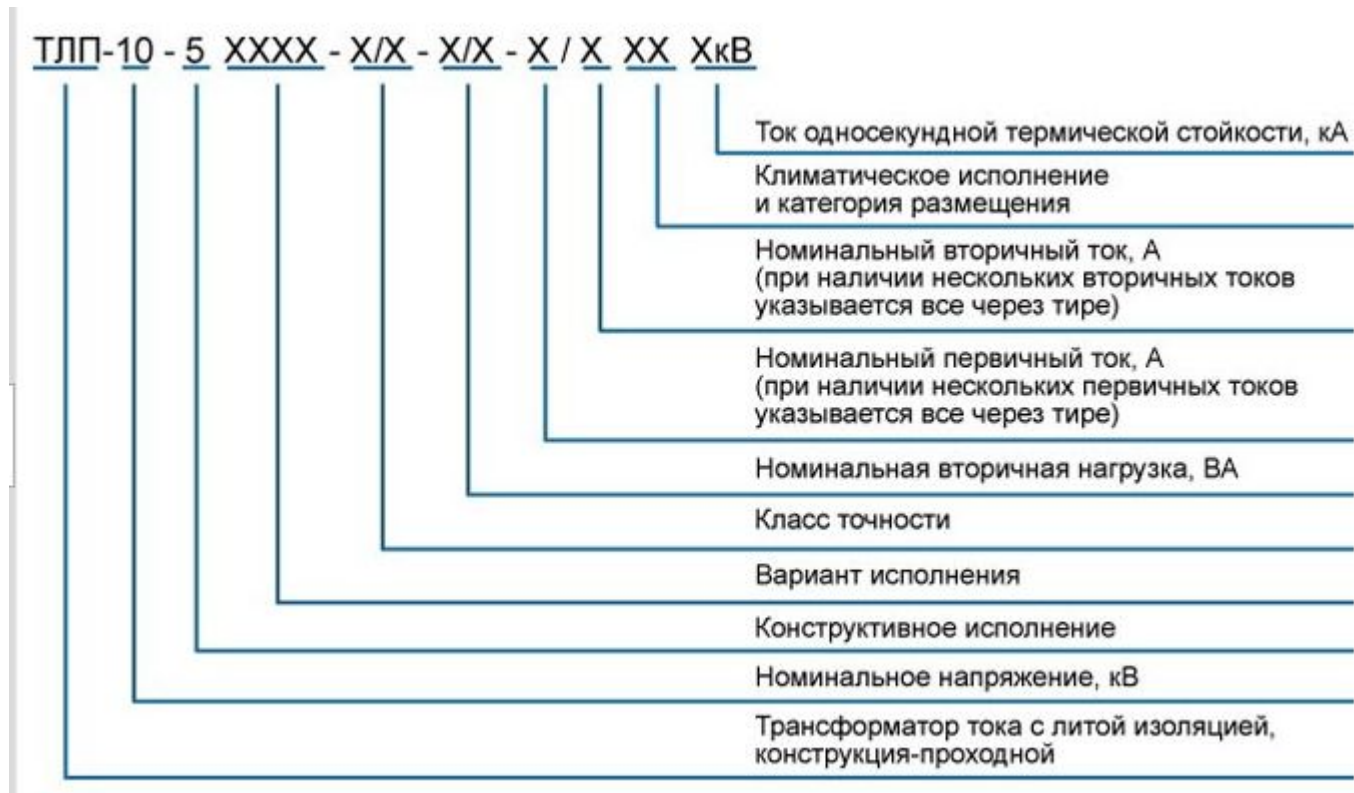 ТЛП-10 - 5 ХХХХ - Х/Х - Х/Х - Х / Х ХХ ХкВ
Ток односекундной термической стойкости, кА
Климатическое исполнение
и категория размещения
Номинальный вторичный ток, А
(при наличии нескольких вторичных токов
указывается все через тире)
Номинальный первичный ток, А
(при наличии нескольких первичных токов
указывается все через тире)
Номинальная вторичная нагрузка, ВА
Класс точности
Вариант исполнения
Конструктивное исполнение
Номинальное напряжение, кВ
Трансформатор тока с литой изоляцией,
конструкция-проходной